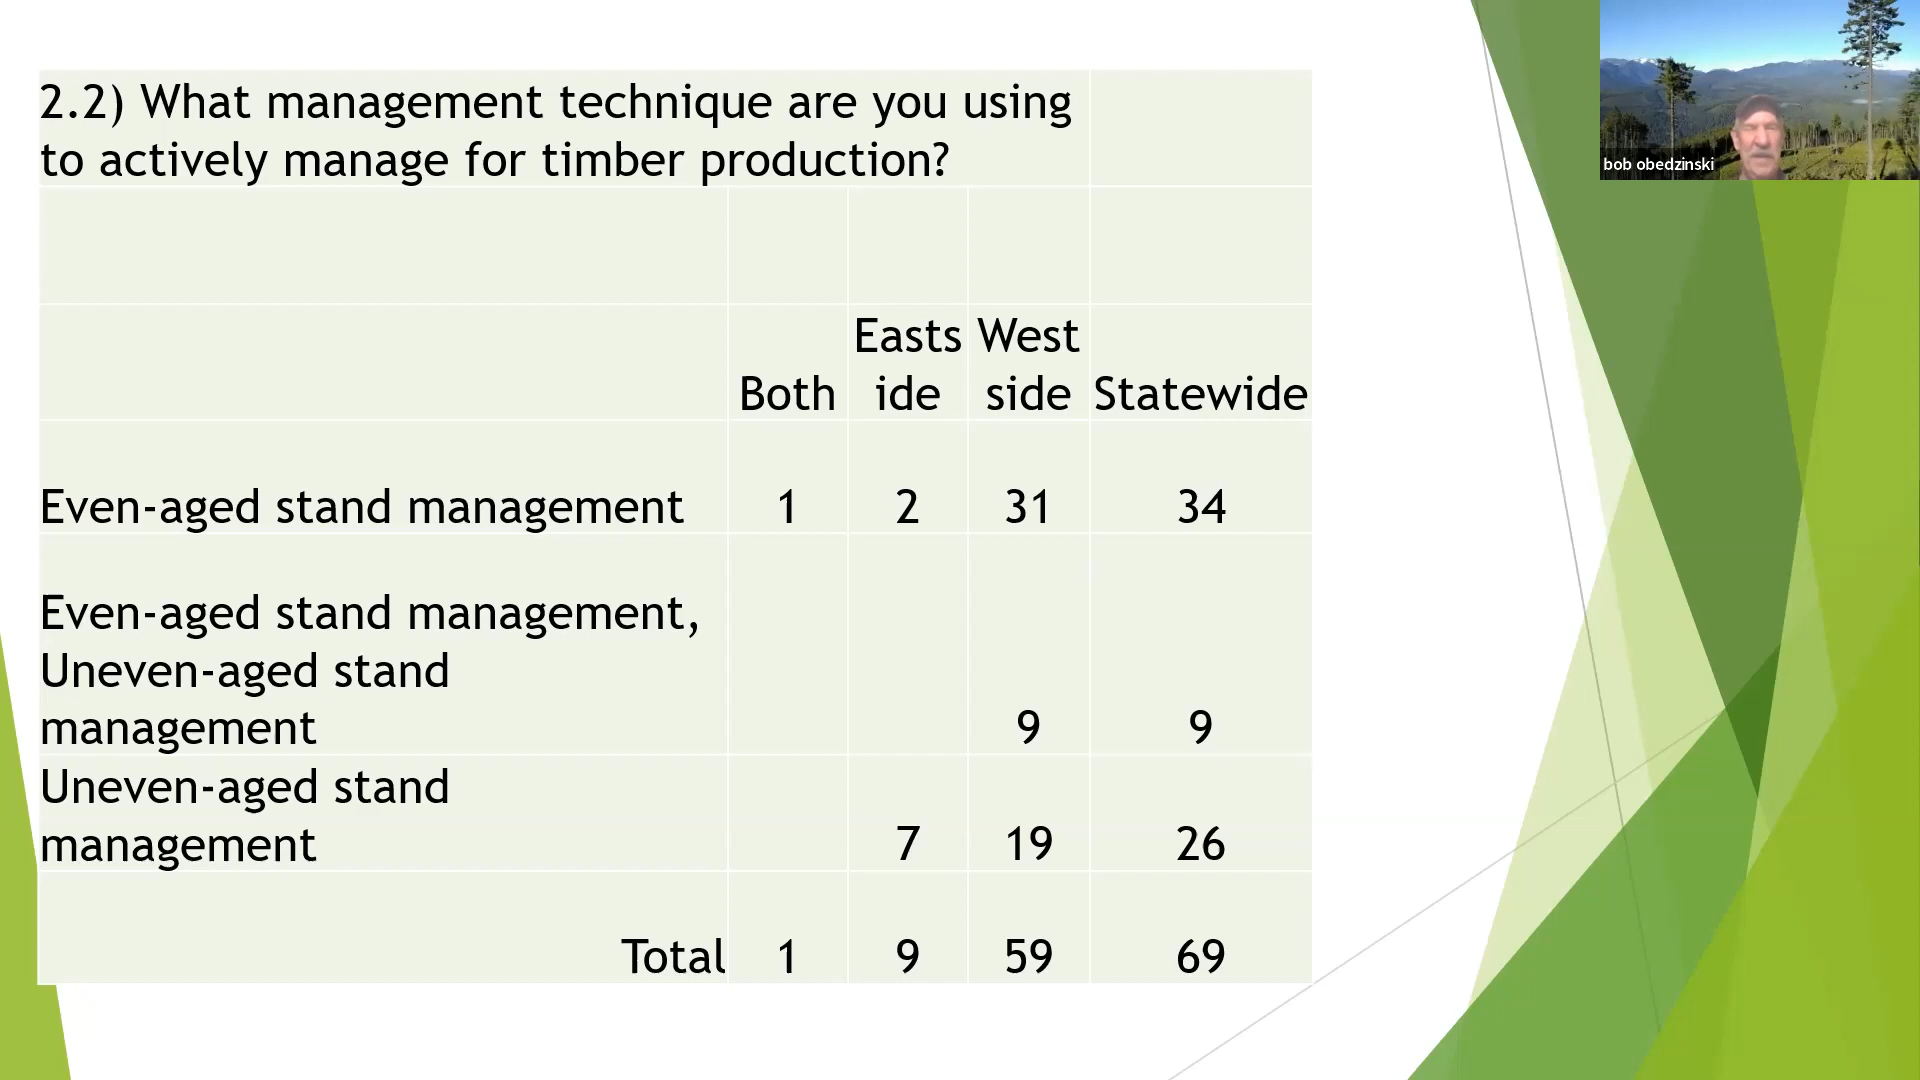 2.2) What management technique are you using
to actively manage for timber production?
Easts West
Both ide side Statewide
Even-aged stand management 1 2 31 34
Even-aged stand management,
Uneven-aged stand
management 9 9
Uneven-aged stand
management 7 19 26
Total 1 9 59 69
bob obedzinski